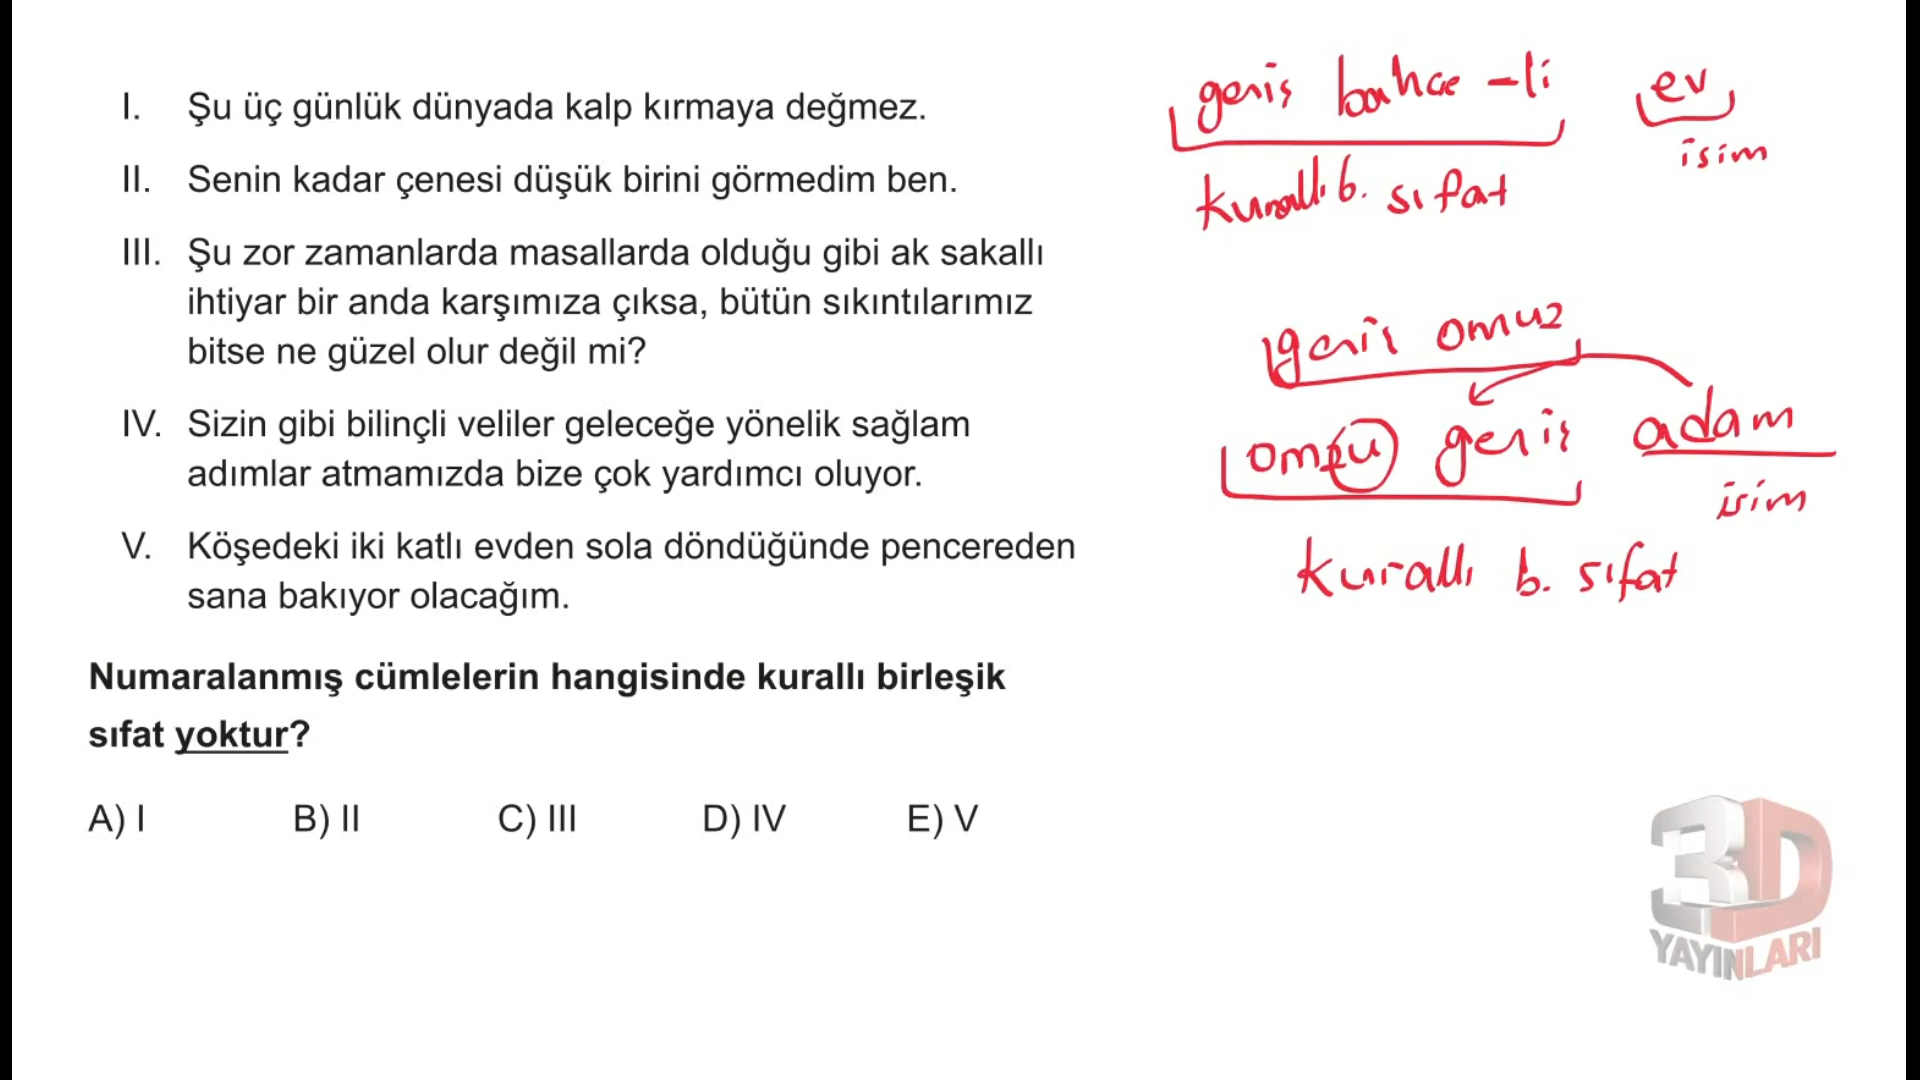 I. Şu üç günlük dünyada kalp kırmaya değmez.
II. Senin kadar çenesi düşük birini görmedim ben.
III. Şu zor zamanlarda masallarda olduğu gibi ak sakallı
ihtiyar bir anda karşımıza çıksa, bütün sıkıntılarımız
bitse ne güzel olur değil mi?
IV. Sizin gibi bilinçli veliler geleceğe yönelik sağlam
adımlar atmamızda bize çok yardımcı oluyor.
V. Köşedeki iki katlı evden sola döndüğünde pencereden
sana bakıyor olacağım.
Numaralanmış cümlelerin hangisinde kurallı birleşik
sıfat yoktur?
A) I B) II C) III D) IV E) V
geniş bahçe -li ev
isim
kurallı b. sıfat
geniş omuz
omzu geniş adam
isim
kurallı b. sıfat
3D
YAYINLARI